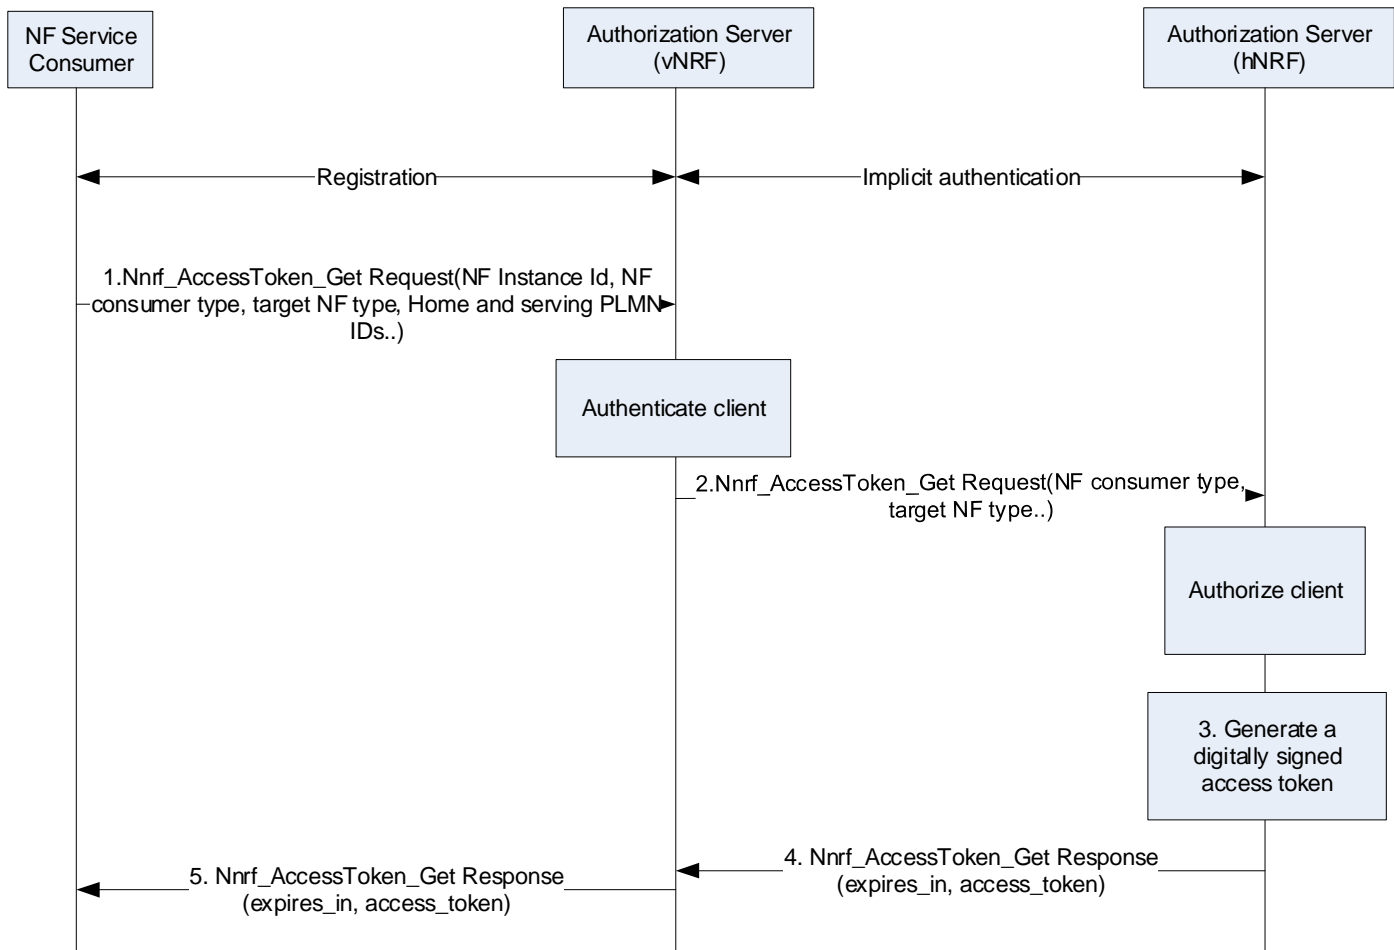 NF Service
Consumer
Authorization Server
(vNRF)
Authorization Server
(hNRF)
Registration
Implicit authentication
1.Nnrf_AccessToken_Get Request(NF Instance Id, NF
consumer type, target NF type, Home and serving PLMN
IDs..)
Authenticate client
2.Nnrf_AccessToken_Get Request(NF consumer type,
target NF type..)
Authorize client
3. Generate a
digitally signed
access token
4. Nnrf_AccessToken_Get Response
(expires_in, access_token)
5. Nnrf_AccessToken_Get Response
(expires_in, access_token)